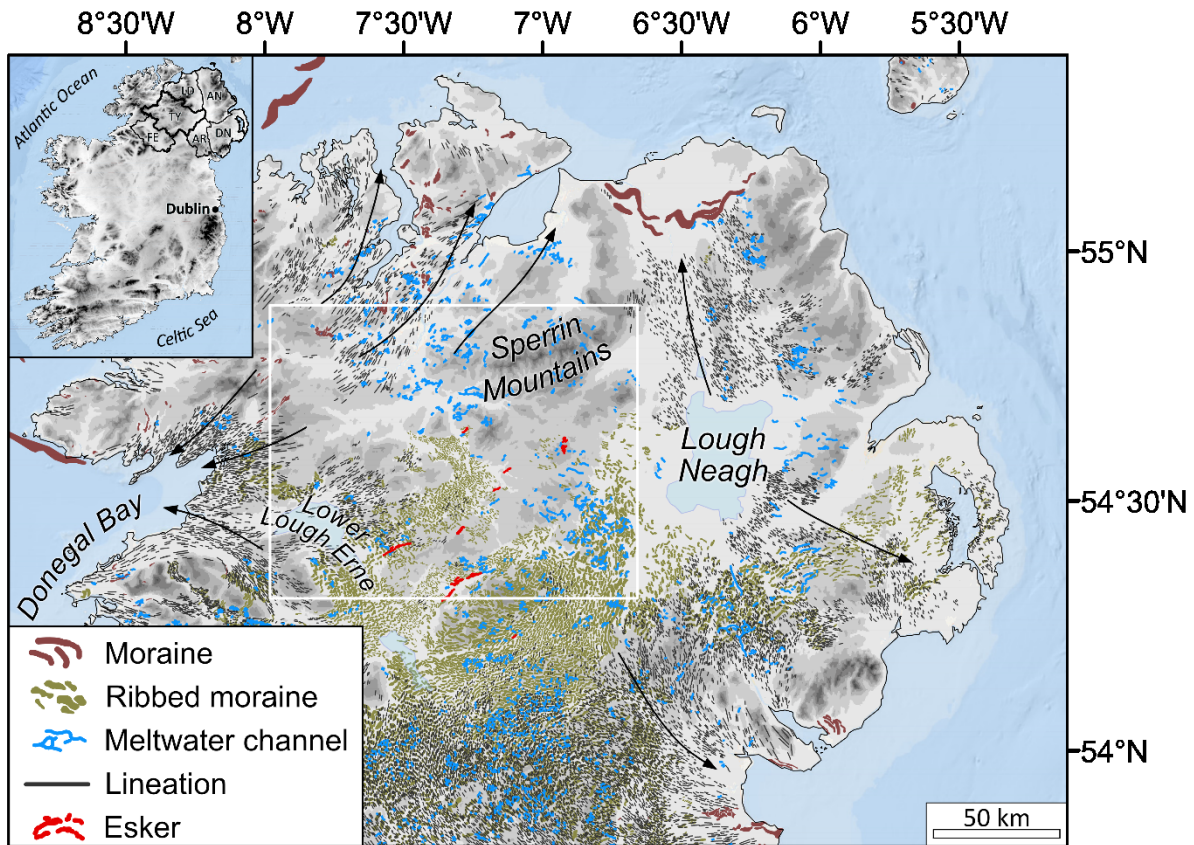 8°30'W 8°W 7°30'W 7°W 6°30'W 6°W 5°30'W
Atlantic Ocean
LD
AN
TY
FE
AR
DN
Dublin
Celtic Sea
55°N
54°30'N
54°N
Sperrin
Mountains
Lough
Neagh
Lower
Lough Erne
Donegal Bay
Moraine
Ribbed moraine
Meltwater channel
Lineation
Esker
50 km